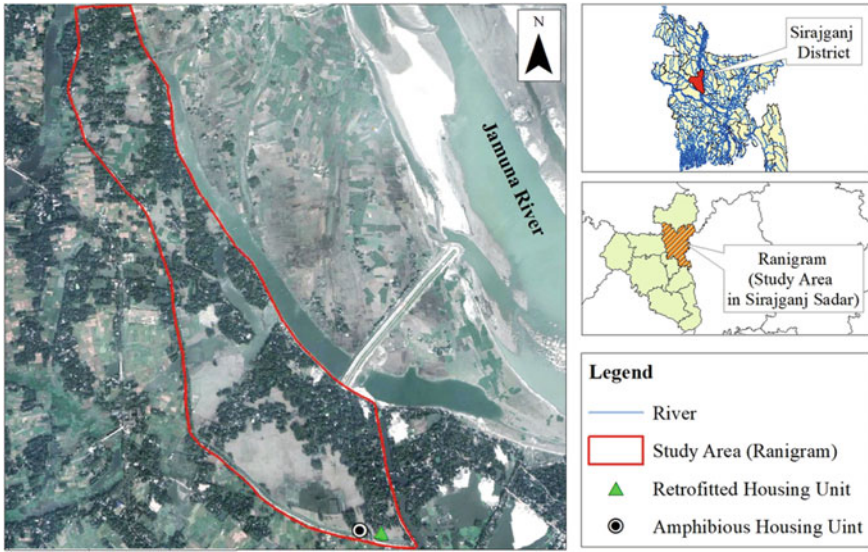 N
Jamuna River
Sirajganj
District
Ranigram
(Study Area
in Sirajganj Sadar)
Legend
River
Study Area (Ranigram)
Retrofitted Housing Unit
Amphibious Housing Uint